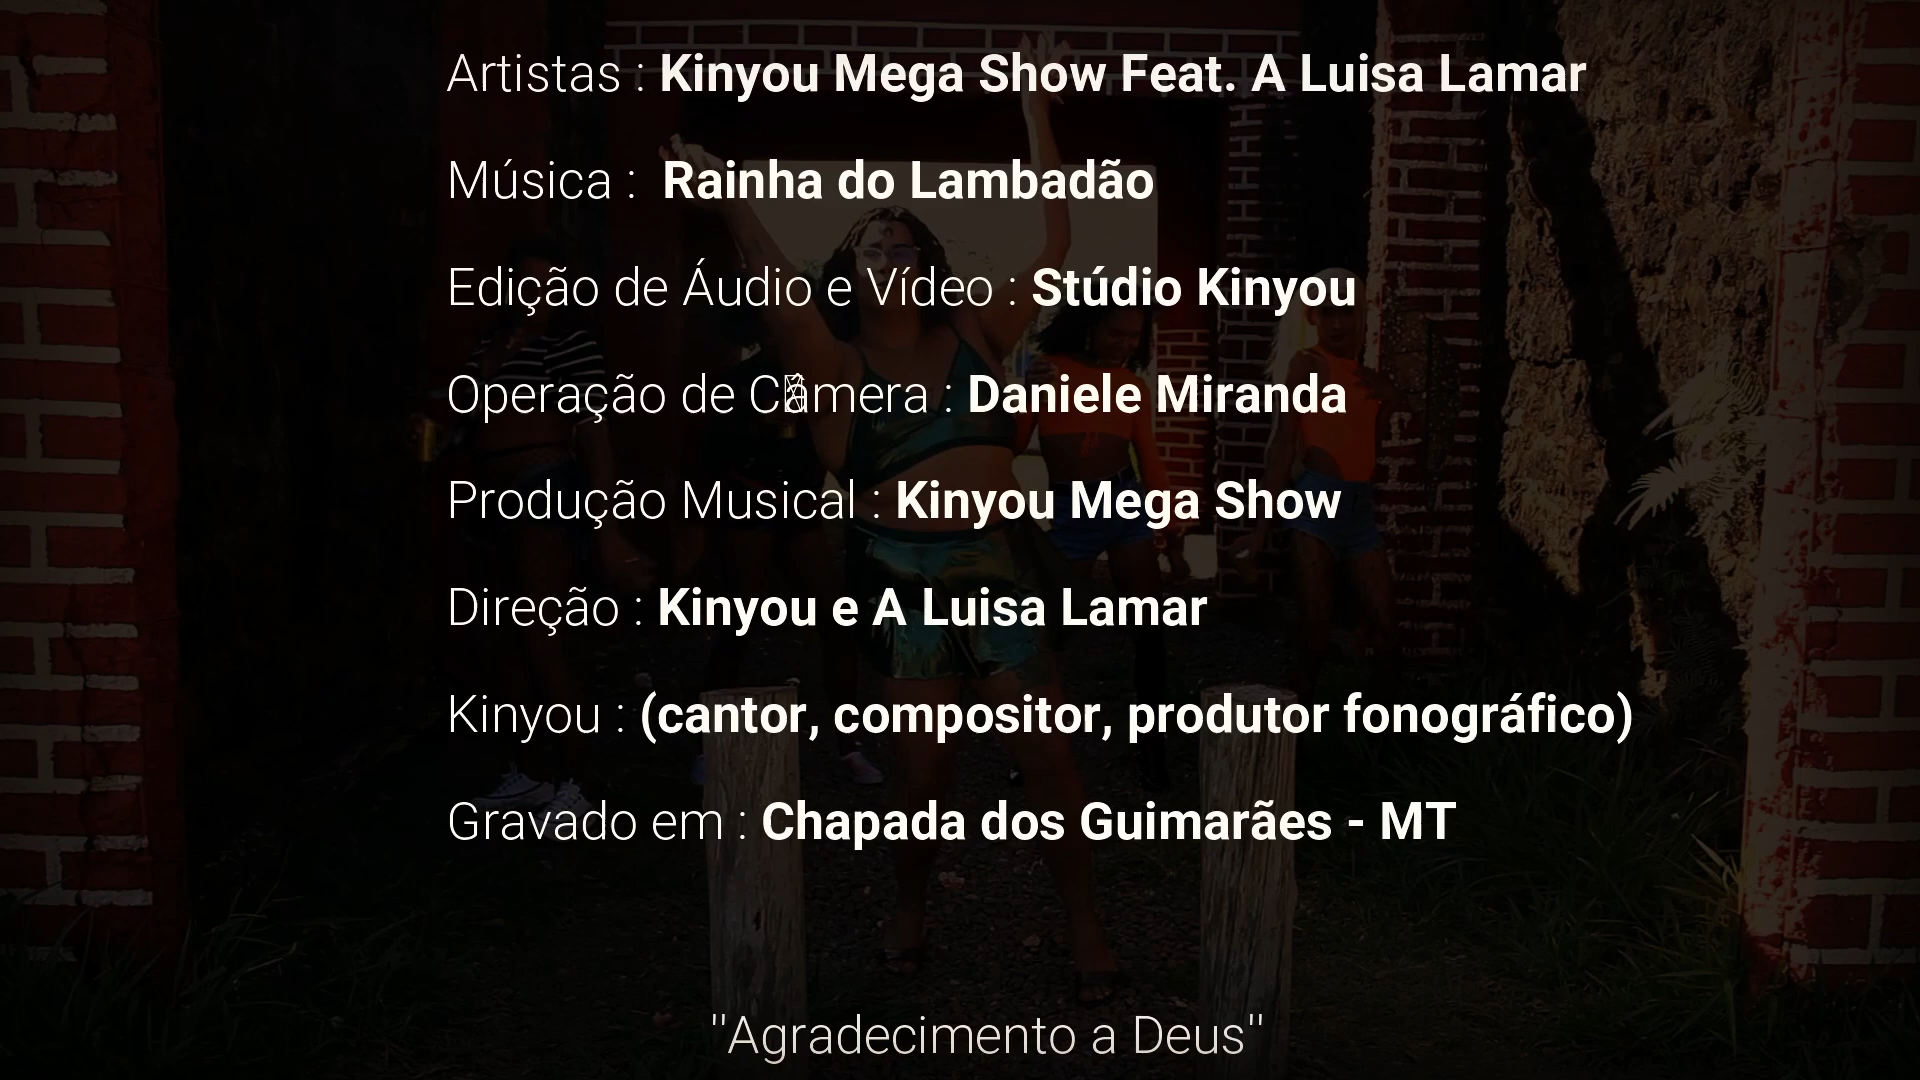 Artistas : Kinyou Mega Show Feat. A Luisa Lamar
Música : Rainha do Lambadão
Edição de Áudio e Vídeo : Stúdio Kinyou
Operação de Câmera : Daniele Miranda
Produção Musical : Kinyou Mega Show
Direção : Kinyou e A Luisa Lamar
Kinyou : (cantor, compositor, produtor fonográfico)
Gravado em : Chapada dos Guimarães - MT
"Agradecimento a Deus"